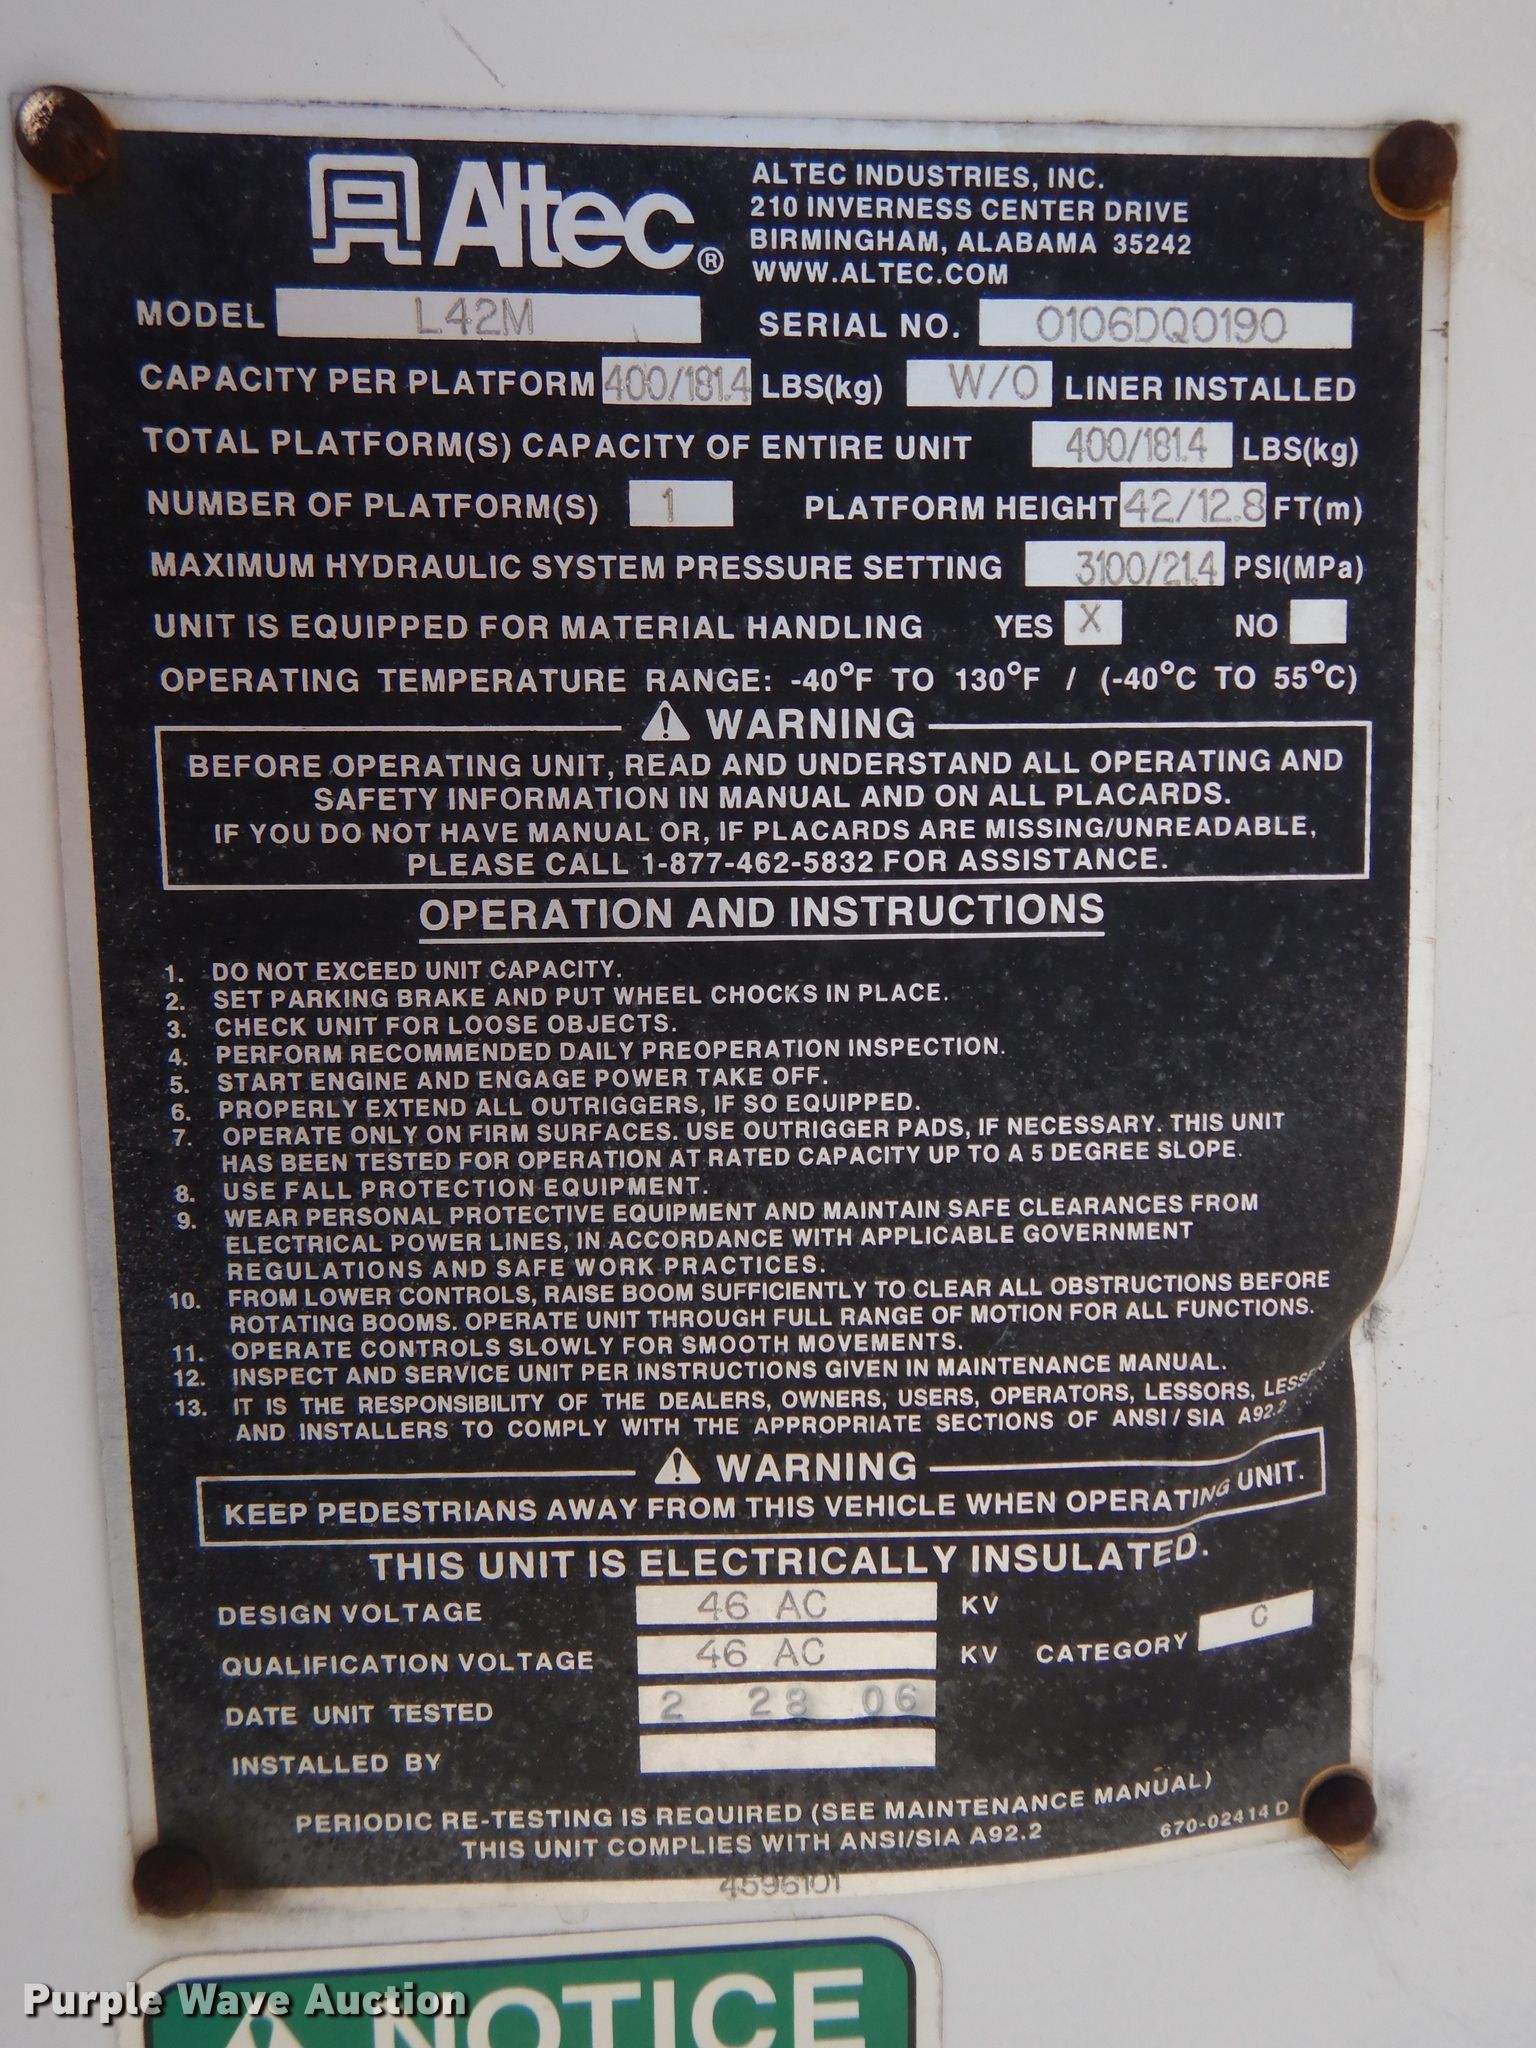 Altec®
ALTEC INDUSTRIES, INC.
210 INVERNESS CENTER DRIVE
BIRMINGHAM, ALABAMA 35242
WWW.ALTEC.COM
MODEL L42M SERIAL NO. 0106DQ0190
CAPACITY PER PLATFORM 400/181.4 LBS(kg) W/O LINER INSTALLED
TOTAL PLATFORM(S) CAPACITY OF ENTIRE UNIT 400/181.4 LBS(kg)
NUMBER OF PLATFORM(S) 1 PLATFORM HEIGHT 42/12.8 FT(m)
MAXIMUM HYDRAULIC SYSTEM PRESSURE SETTING 3100/21.4 PSI(MPa)
UNIT IS EQUIPPED FOR MATERIAL HANDLING YES X NO
OPERATING TEMPERATURE RANGE: -40°F TO 130°F / (-40°C TO 55°C)
⚠ WARNING
BEFORE OPERATING UNIT, READ AND UNDERSTAND ALL OPERATING AND
SAFETY INFORMATION IN MANUAL AND ON ALL PLACARDS.
IF YOU DO NOT HAVE MANUAL OR, IF PLACARDS ARE MISSING/UNREADABLE,
PLEASE CALL 1-877-462-5832 FOR ASSISTANCE.
OPERATION AND INSTRUCTIONS
1. DO NOT EXCEED UNIT CAPACITY.
2. SET PARKING BRAKE AND PUT WHEEL CHOCKS IN PLACE.
3. CHECK UNIT FOR LOOSE OBJECTS.
4. PERFORM RECOMMENDED DAILY PREOPERATION INSPECTION.
5. START ENGINE AND ENGAGE POWER TAKE OFF.
6. PROPERLY EXTEND ALL OUTRIGGERS, IF SO EQUIPPED.
7. OPERATE ONLY ON FIRM SURFACES. USE OUTRIGGER PADS, IF NECESSARY. THIS UNIT
HAS BEEN TESTED FOR OPERATION AT RATED CAPACITY UP TO A 5 DEGREE SLOPE.
8. USE FALL PROTECTION EQUIPMENT.
9. WEAR PERSONAL PROTECTIVE EQUIPMENT AND MAINTAIN SAFE CLEARANCES FROM
ELECTRICAL POWER LINES, IN ACCORDANCE WITH APPLICABLE GOVERNMENT
REGULATIONS AND SAFE WORK PRACTICES.
10. FROM LOWER CONTROLS, RAISE BOOM SUFFICIENTLY TO CLEAR ALL OBSTRUCTIONS BEFORE
ROTATING BOOMS. OPERATE UNIT THROUGH FULL RANGE OF MOTION FOR ALL FUNCTIONS.
11. OPERATE CONTROLS SLOWLY FOR SMOOTH MOVEMENTS.
12. INSPECT AND SERVICE UNIT PER INSTRUCTIONS GIVEN IN MAINTENANCE MANUAL.
13. IT IS THE RESPONSIBILITY OF THE DEALERS, OWNERS, USERS, OPERATORS, LESSORS,
AND INSTALLERS TO COMPLY WITH THE APPROPRIATE SECTIONS OF ANSI / SIA A92.2
⚠ WARNING
KEEP PEDESTRIANS AWAY FROM THIS VEHICLE WHEN OPERATING UNIT.
THIS UNIT IS ELECTRICALLY INSULATED.
DESIGN VOLTAGE 46 AC KV
QUALIFICATION VOLTAGE 46 AC KV CATEGORY C
DATE UNIT TESTED 2 28 06
INSTALLED BY
PERIODIC RE-TESTING IS REQUIRED (SEE MAINTENANCE MANUAL)
THIS UNIT COMPLIES WITH ANSI/SIA A92.2 670-02414 D
4596101
NOTICE
Purple Wave Auction